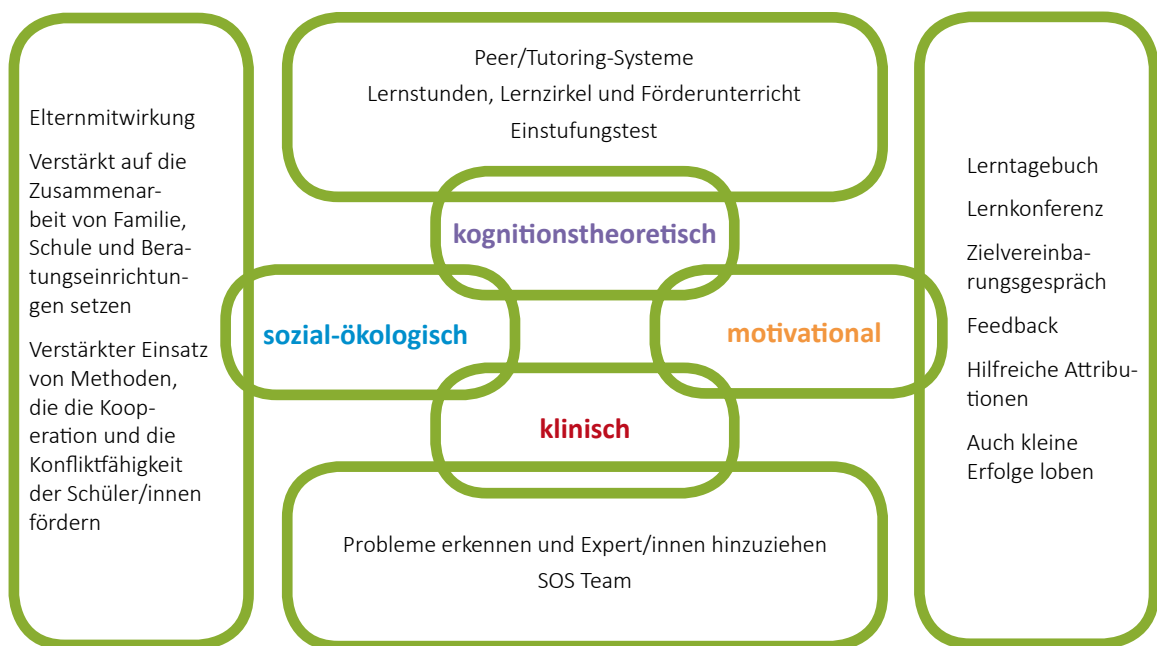 Peer/Tutoring-Systeme
Lernstunden, Lernzirkel und Förderunterricht
Einstufungstest
Elternmitwirkung
Verstärkt auf die
Zusammenar-
beit von Familie,
Schule und Bera-
tungseinrichtun-
gen setzen
Verstärkter Einsatz
von Methoden,
die die Koop-
eration und die
Konfliktfähigkeit
der Schüler/innen
fördern
kognitionstheoretisch
sozial-ökologisch
motivational
klinisch
Lerntagebuch
Lernkonferenz
Zielvereinba-
rungsgespräch
Feedback
Hilfreiche Attribu-
tionen
Auch kleine
Erfolge loben
Probleme erkennen und Expert/innen hinzuziehen
SOS Team